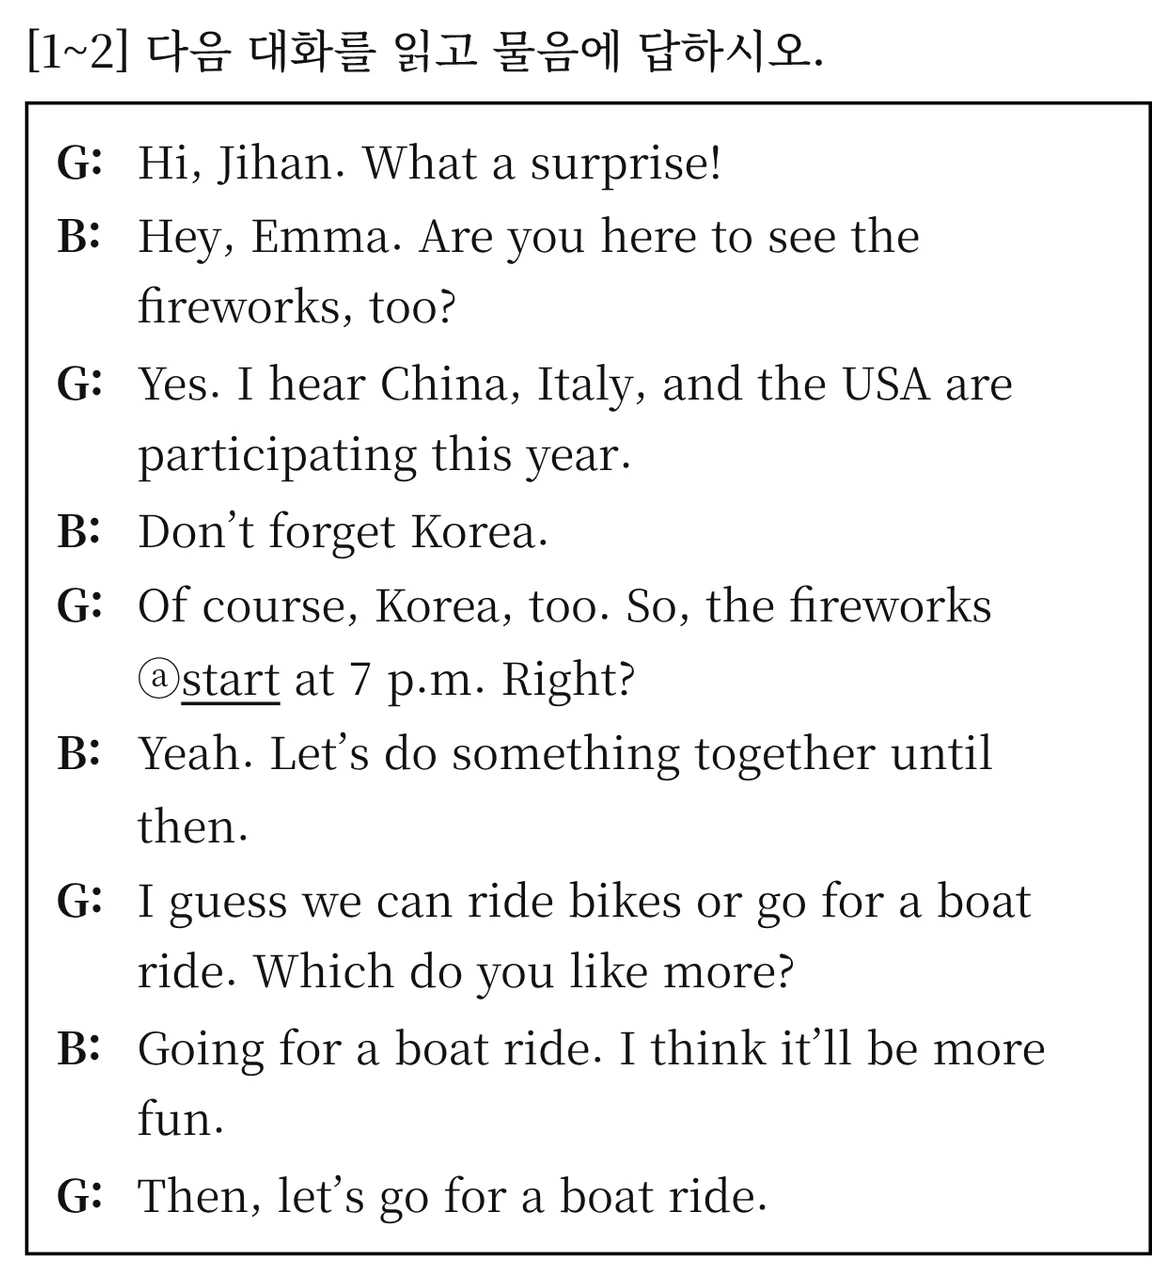 [1~2] 다음 대화를 읽고 물음에 답하시오.
G: Hi, Jihan. What a surprise!
B: Hey, Emma. Are you here to see the
fireworks, too?
G: Yes. I hear China, Italy, and the USA are
participating this year.
B: Don’t forget Korea.
G: Of course, Korea, too. So, the fireworks
ⓐstart at 7 p.m. Right?
B: Yeah. Let’s do something together until
then.
G: I guess we can ride bikes or go for a boat
ride. Which do you like more?
B: Going for a boat ride. I think it’ll be more
fun.
G: Then, let’s go for a boat ride.